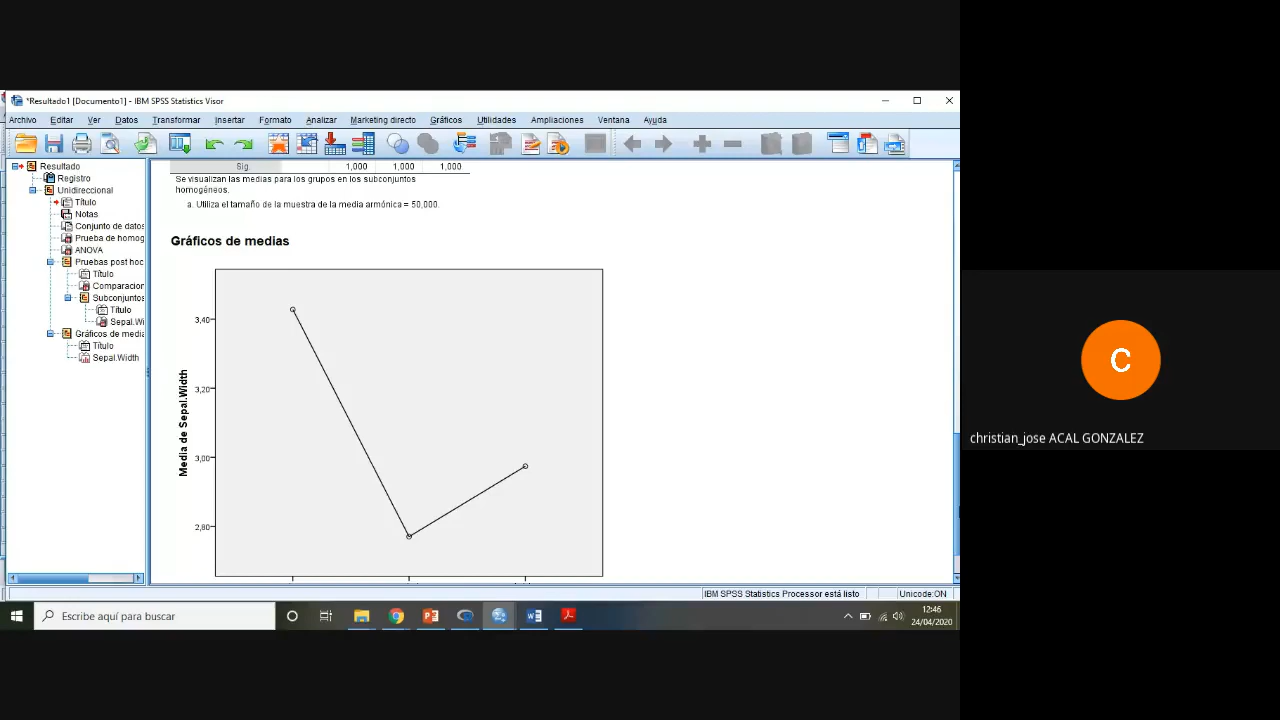 *Resultado1 [Documento1] - IBM SPSS Statistics Visor
Archivo Editar Ver Datos Transformar Insertar Formato Analizar Marketing directo Gráficos Utilidades Ampliaciones Ventana Ayuda
Resultado
Registro
Unidireccional
Título
Notas
Conjunto de datos
Prueba de homog
ANOVA
Pruebas post hoc
Título
Comparacion
Subconjuntos
Título
Sepal.Wi
Gráficos de media
Título
Sepal.Width
Sig. 1,000 1,000 1,000
Se visualizan las medias para los grupos en los subconjuntos
homogéneos.
a. Utiliza el tamaño de la muestra de la media armónica = 50,000.
Gráficos de medias
Media de Sepal.Width
3,40
3,20
3,00
2,80
IBM SPSS Statistics Processor está listo
Unicode:ON
Escribe aquí para buscar
12:46
24/04/2020
C
christian_jose ACAL GONZALEZ